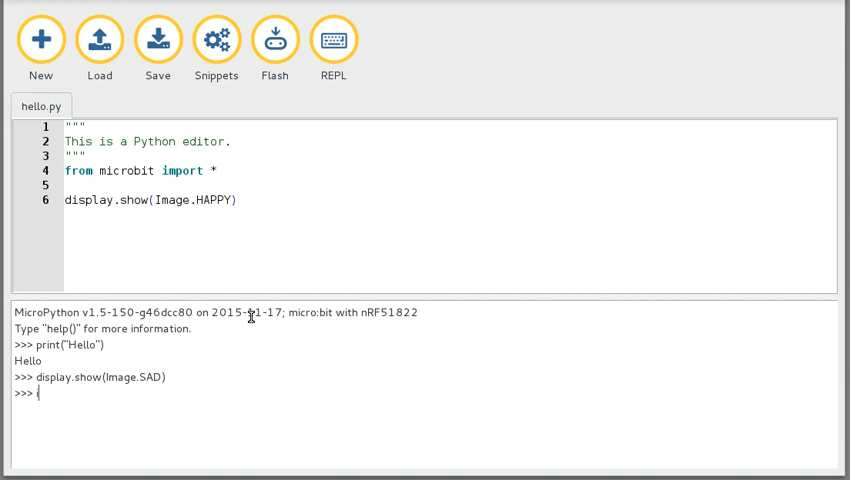 New Load Save Snippets Flash REPL
hello.py
1 """
2 This is a Python editor.
3 """
4 from microbit import *
5
6 display.show(Image.HAPPY)
MicroPython v1.5-150-g46dcc80 on 2015-11-17; micro:bit with nRF51822
Type "help()" for more information.
>>> print("Hello")
Hello
>>> display.show(Image.SAD)
>>> i